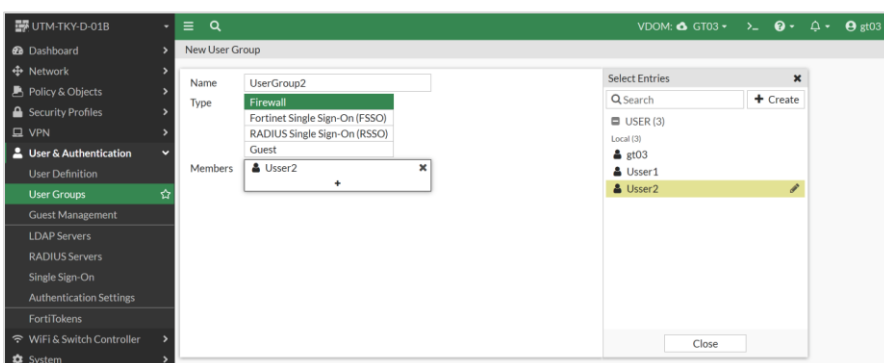 UTM-TKY-D-01B
VDOM: GT03
gt03
Dashboard
Network
Policy & Objects
Security Profiles
VPN
User & Authentication
User Definition
User Groups
Guest Management
LDAP Servers
RADIUS Servers
Single Sign-On
Authentication Settings
FortiTokens
WiFi & Switch Controller
System
New User Group
Name UserGroup2
Type Firewall
Fortinet Single Sign-On (FSSO)
RADIUS Single Sign-On (RSSO)
Guest
Members Usser2
+
Select Entries
Search + Create
USER (3)
Local (3)
gt03
Usser1
Usser2
Close